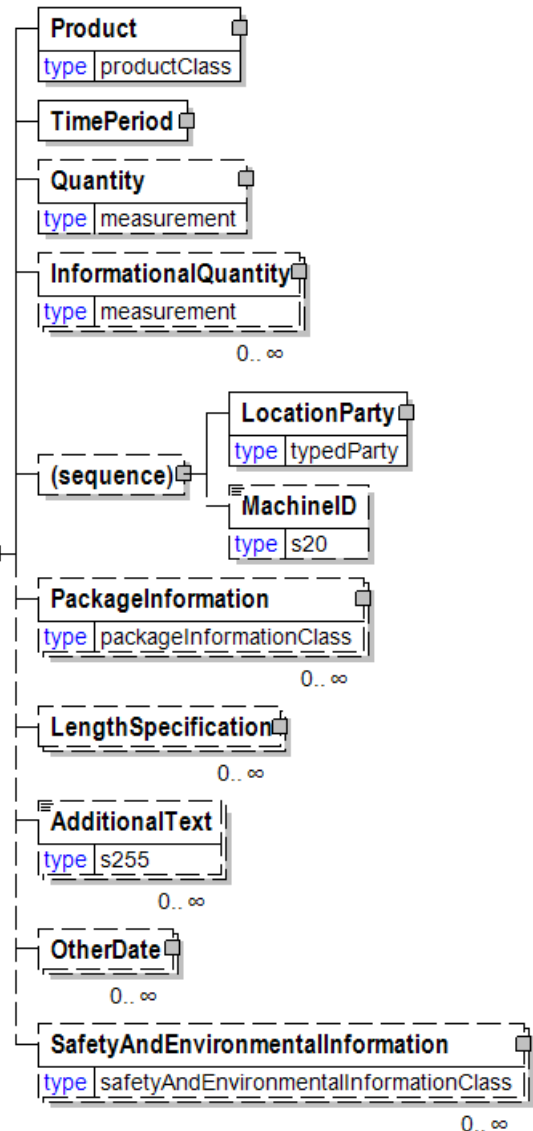 Product
type productClass
TimePeriod
Quantity
type measurement
InformationalQuantity
type measurement
0.. ∞
LocationParty
type typedParty
(sequence)
MachineID
type s20
PackageInformation
type packageInformationClass
0.. ∞
LengthSpecification
0.. ∞
AdditionalText
type s255
0.. ∞
OtherDate
0.. ∞
SafetyAndEnvironmentalInformation
type safetyAndEnvironmentalInformationClass
0.. ∞